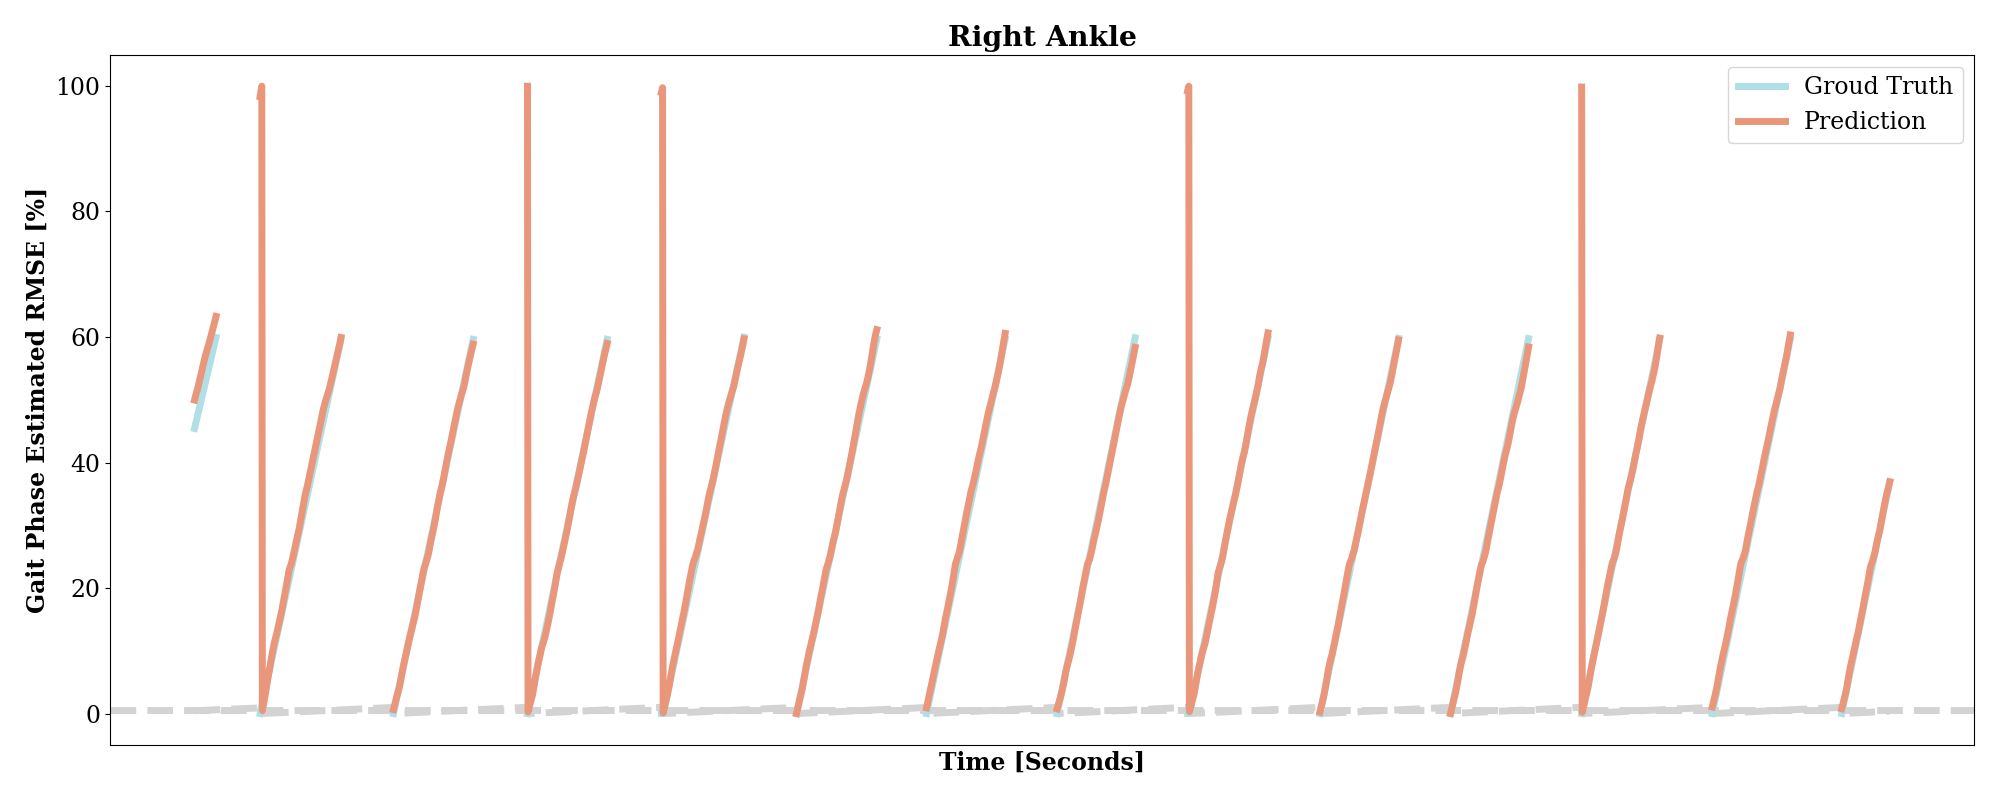 Right Ankle
Gait Phase Estimated RMSE [%]
100
80
60
40
20
0
Groud Truth
Prediction
Time [Seconds]